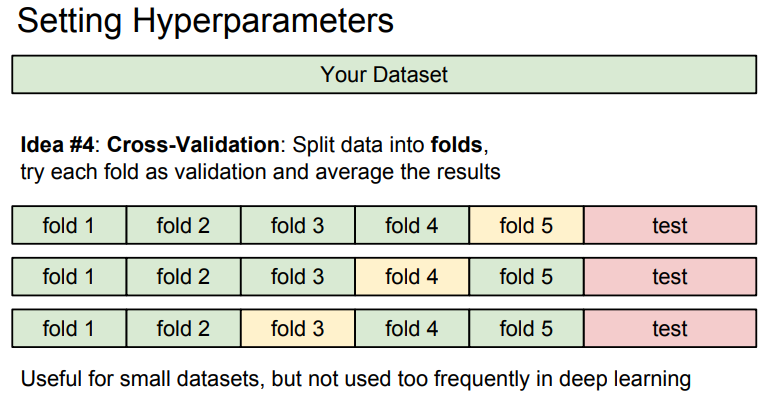 Setting Hyperparameters
Your Dataset
Idea #4: Cross-Validation: Split data into folds,
try each fold as validation and average the results
fold 1 fold 2 fold 3 fold 4 fold 5 test
fold 1 fold 2 fold 3 fold 4 fold 5 test
fold 1 fold 2 fold 3 fold 4 fold 5 test
Useful for small datasets, but not used too frequently in deep learning